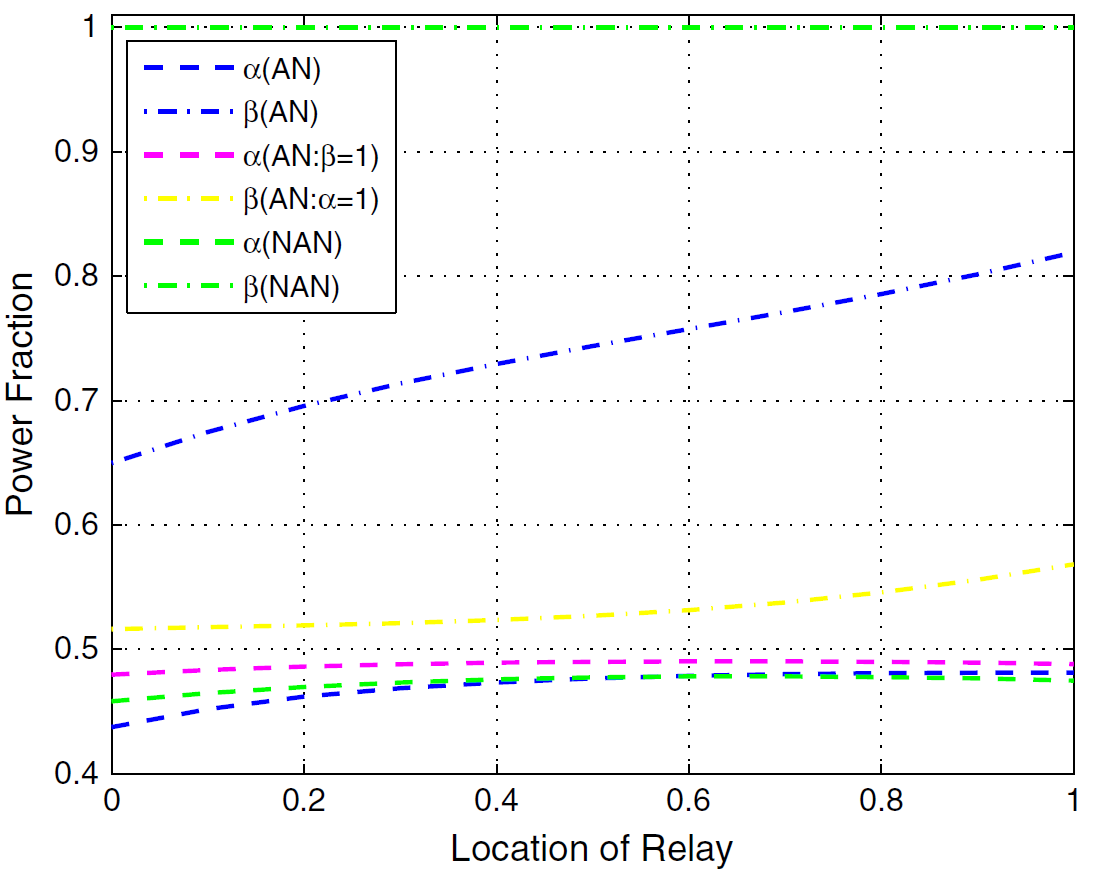 1
0.9
0.8
0.7
0.6
0.5
0.4
0
0.2
0.4
0.6
0.8
1
Power Fraction
Location of Relay
α(AN)
β(AN)
α(AN:β=1)
β(AN:α=1)
α(NAN)
β(NAN)